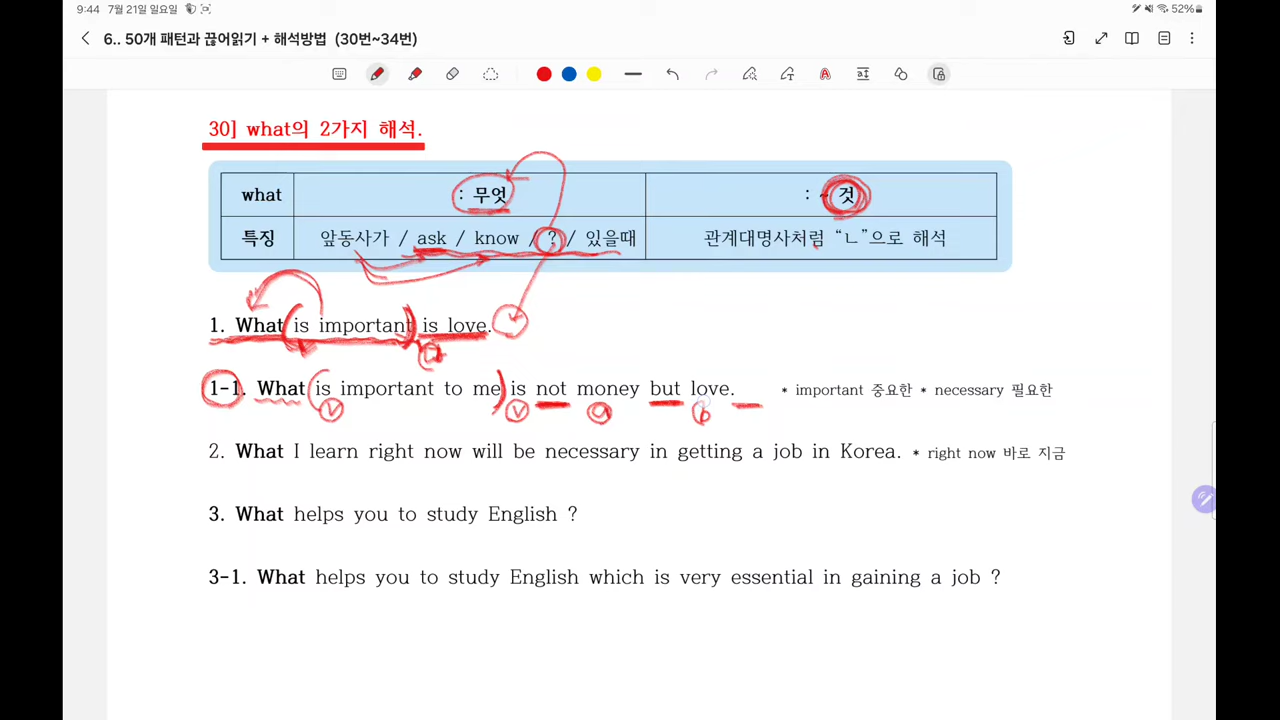 9:44 7월 21일 일요일 52%
6.. 50개 패턴과 끊어읽기 + 해석방법 (30번~34번)
30] what의 2가지 해석.
what : 무엇 : ~ 것
특징 앞동사가 / ask / know / ? / 있을때 관계대명사처럼 “ㄴ”으로 해석
1. What is important is love.
1-1. What is important to me is not money but love. * important 중요한 * necessary 필요한
V V a b
2. What I learn right now will be necessary in getting a job in Korea. * right now 바로 지금
3. What helps you to study English ?
3-1. What helps you to study English which is very essential in gaining a job ?